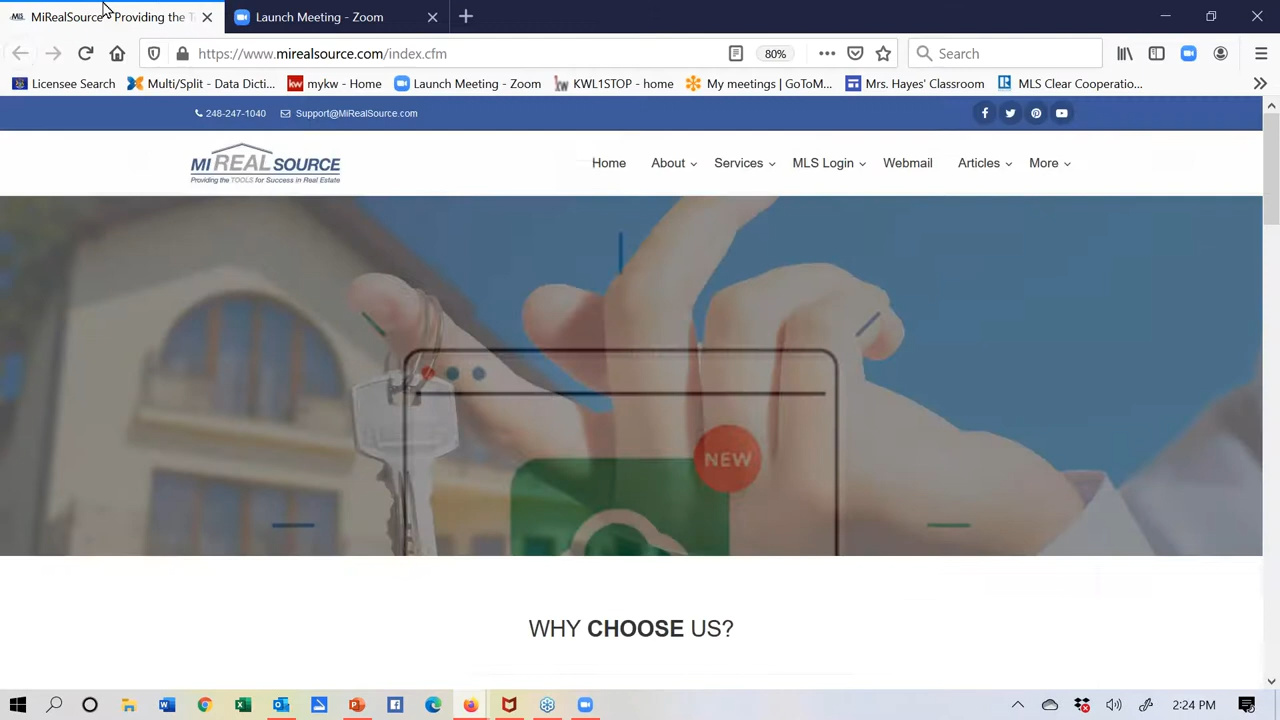 MiRealSource - Providing the T
Launch Meeting - Zoom
https://www.mirealsource.com/index.cfm
80%
Search
Licensee Search
Multi/Split - Data Dicti...
mykw - Home
Launch Meeting - Zoom
KWL1STOP - home
My meetings | GoToM...
Mrs. Hayes' Classroom
MLS Clear Cooperatio...
248-247-1040
Support@MiRealSource.com
MI REAL SOURCE
Providing the TOOLS for Success in Real Estate
Home
About
Services
MLS Login
Webmail
Articles
More
NEW
WHY CHOOSE US?
2:24 PM